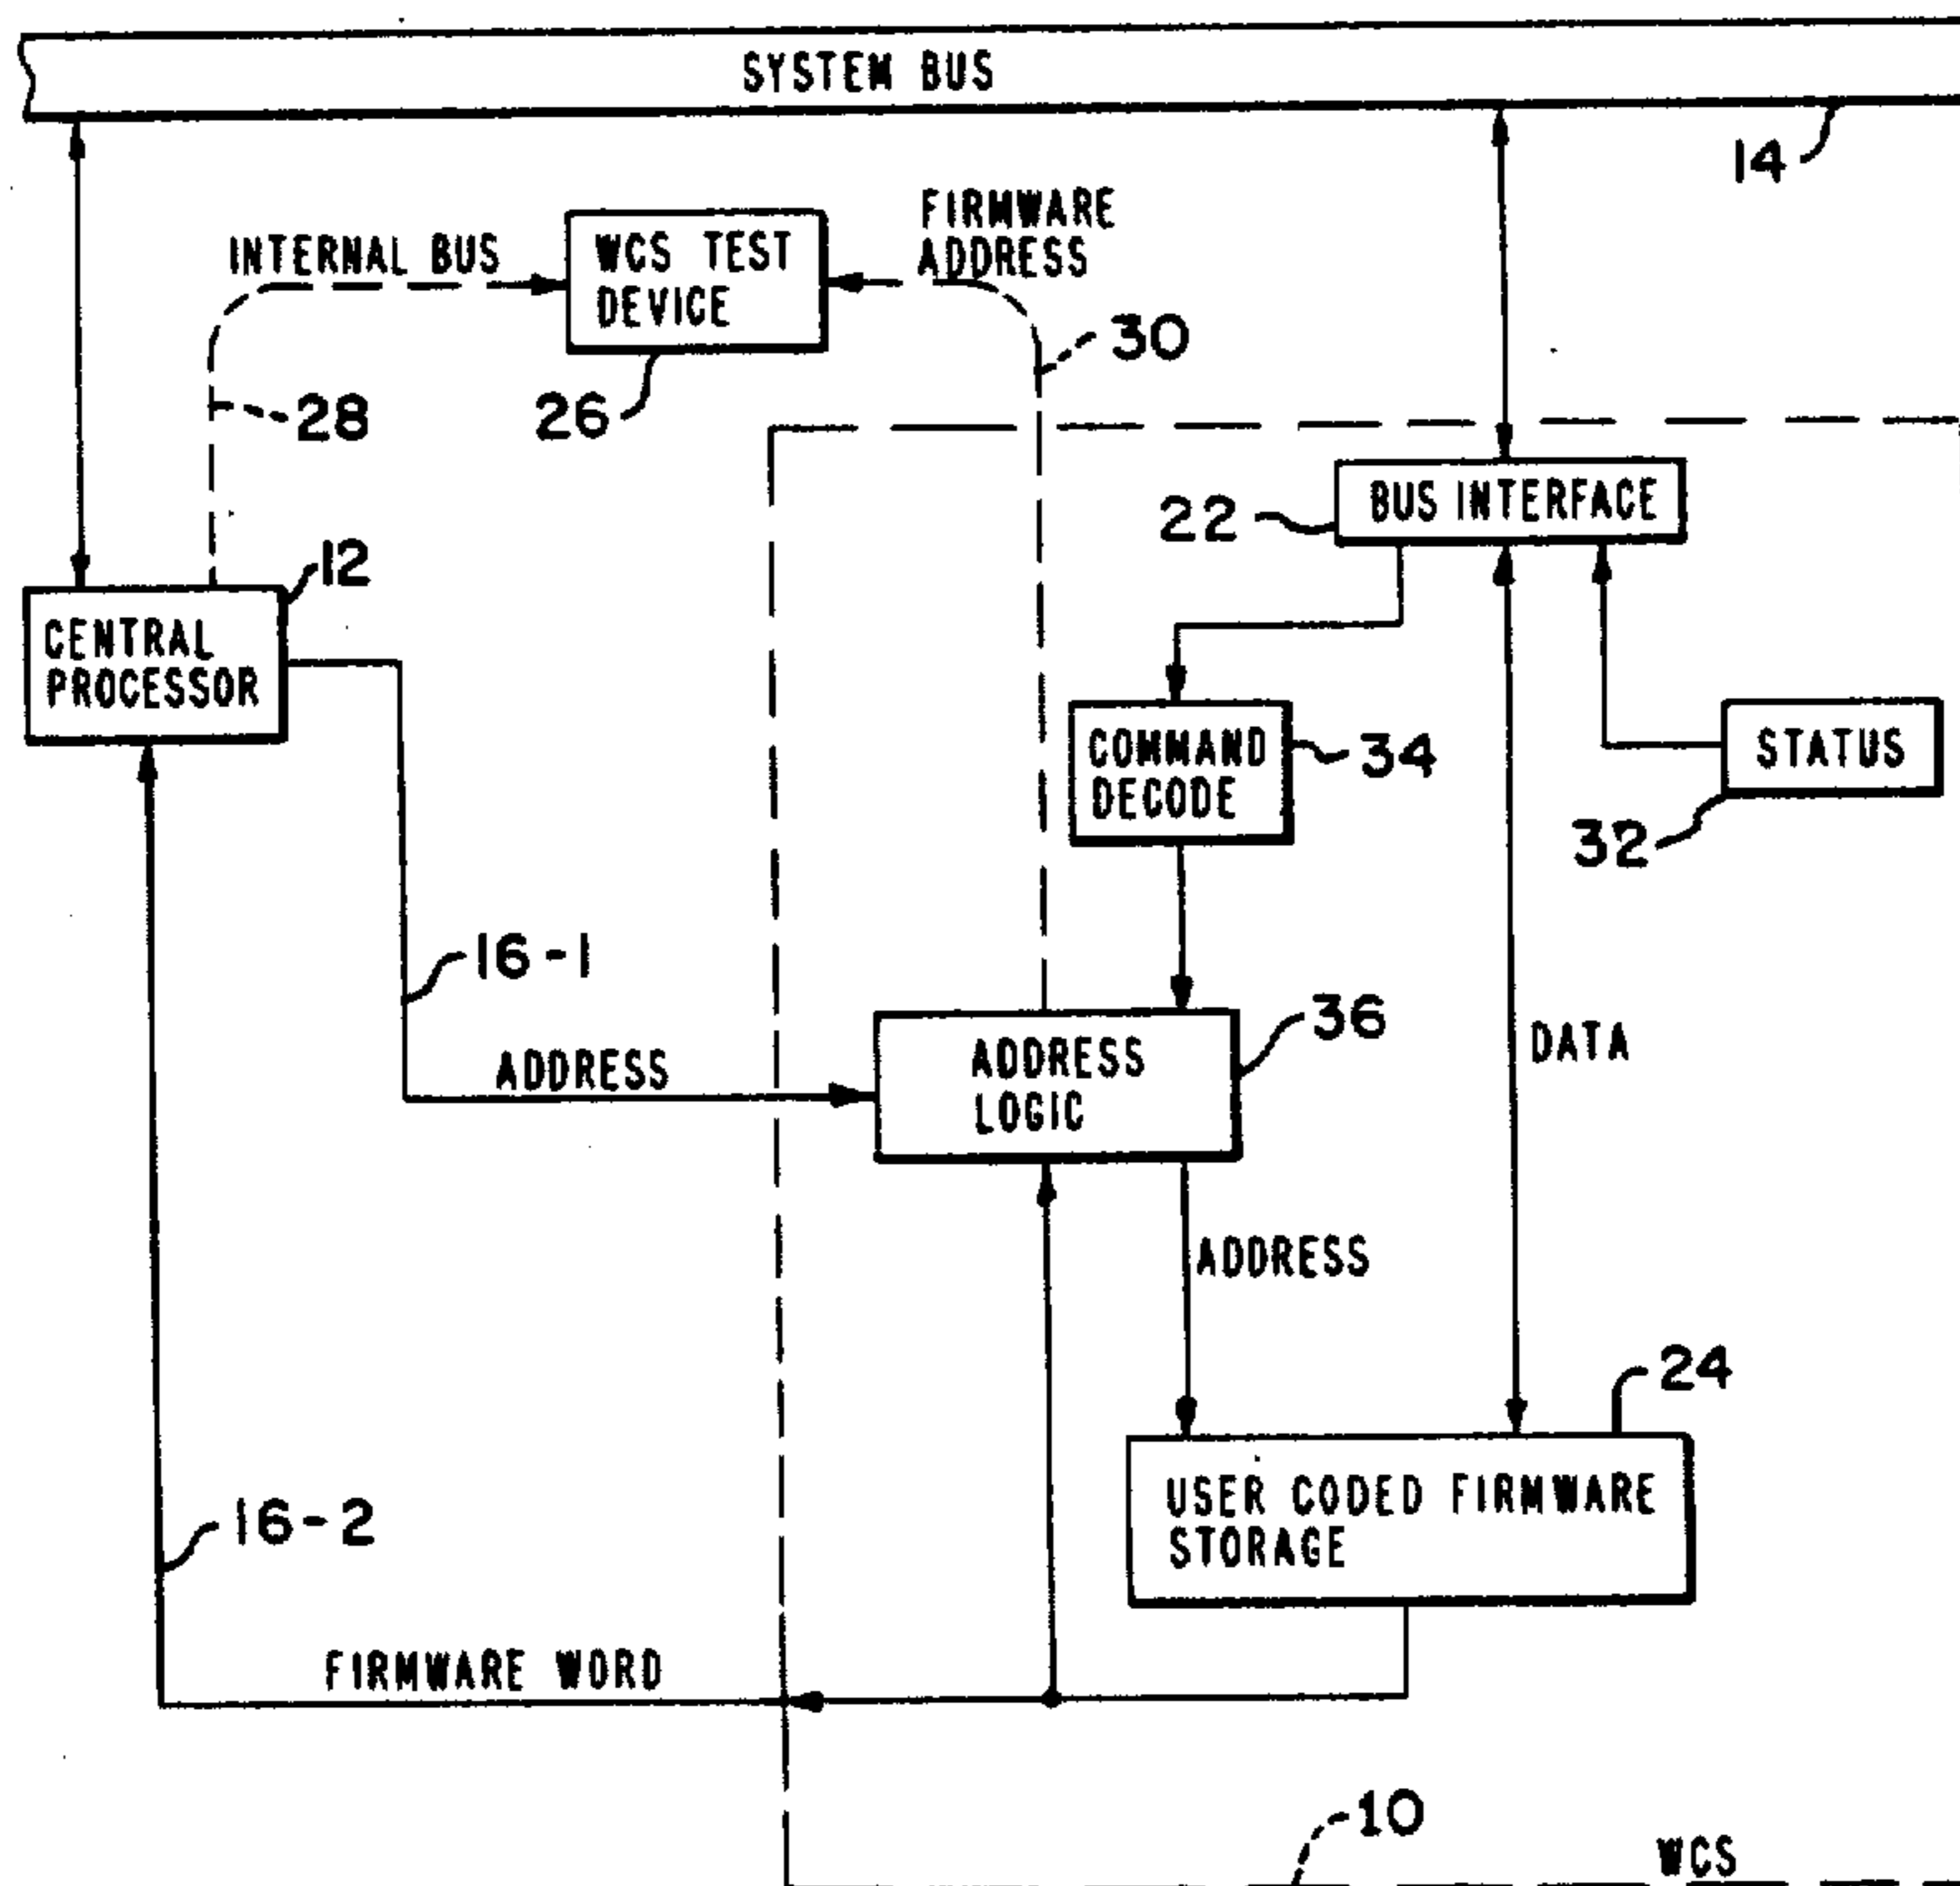 SYSTEM BUS
14
FIRMWARE
ADDRESS
INTERNAL BUS
WCS TEST
DEVICE
30
28
26
22
BUS INTERFACE
12
CENTRAL
PROCESSOR
COMMAND
DECODE
34
STATUS
32
16-1
36
ADDRESS
ADDRESS
LOGIC
DATA
ADDRESS
24
USER CODED FIRMWARE
STORAGE
16-2
FIRMWARE WORD
10
WCS